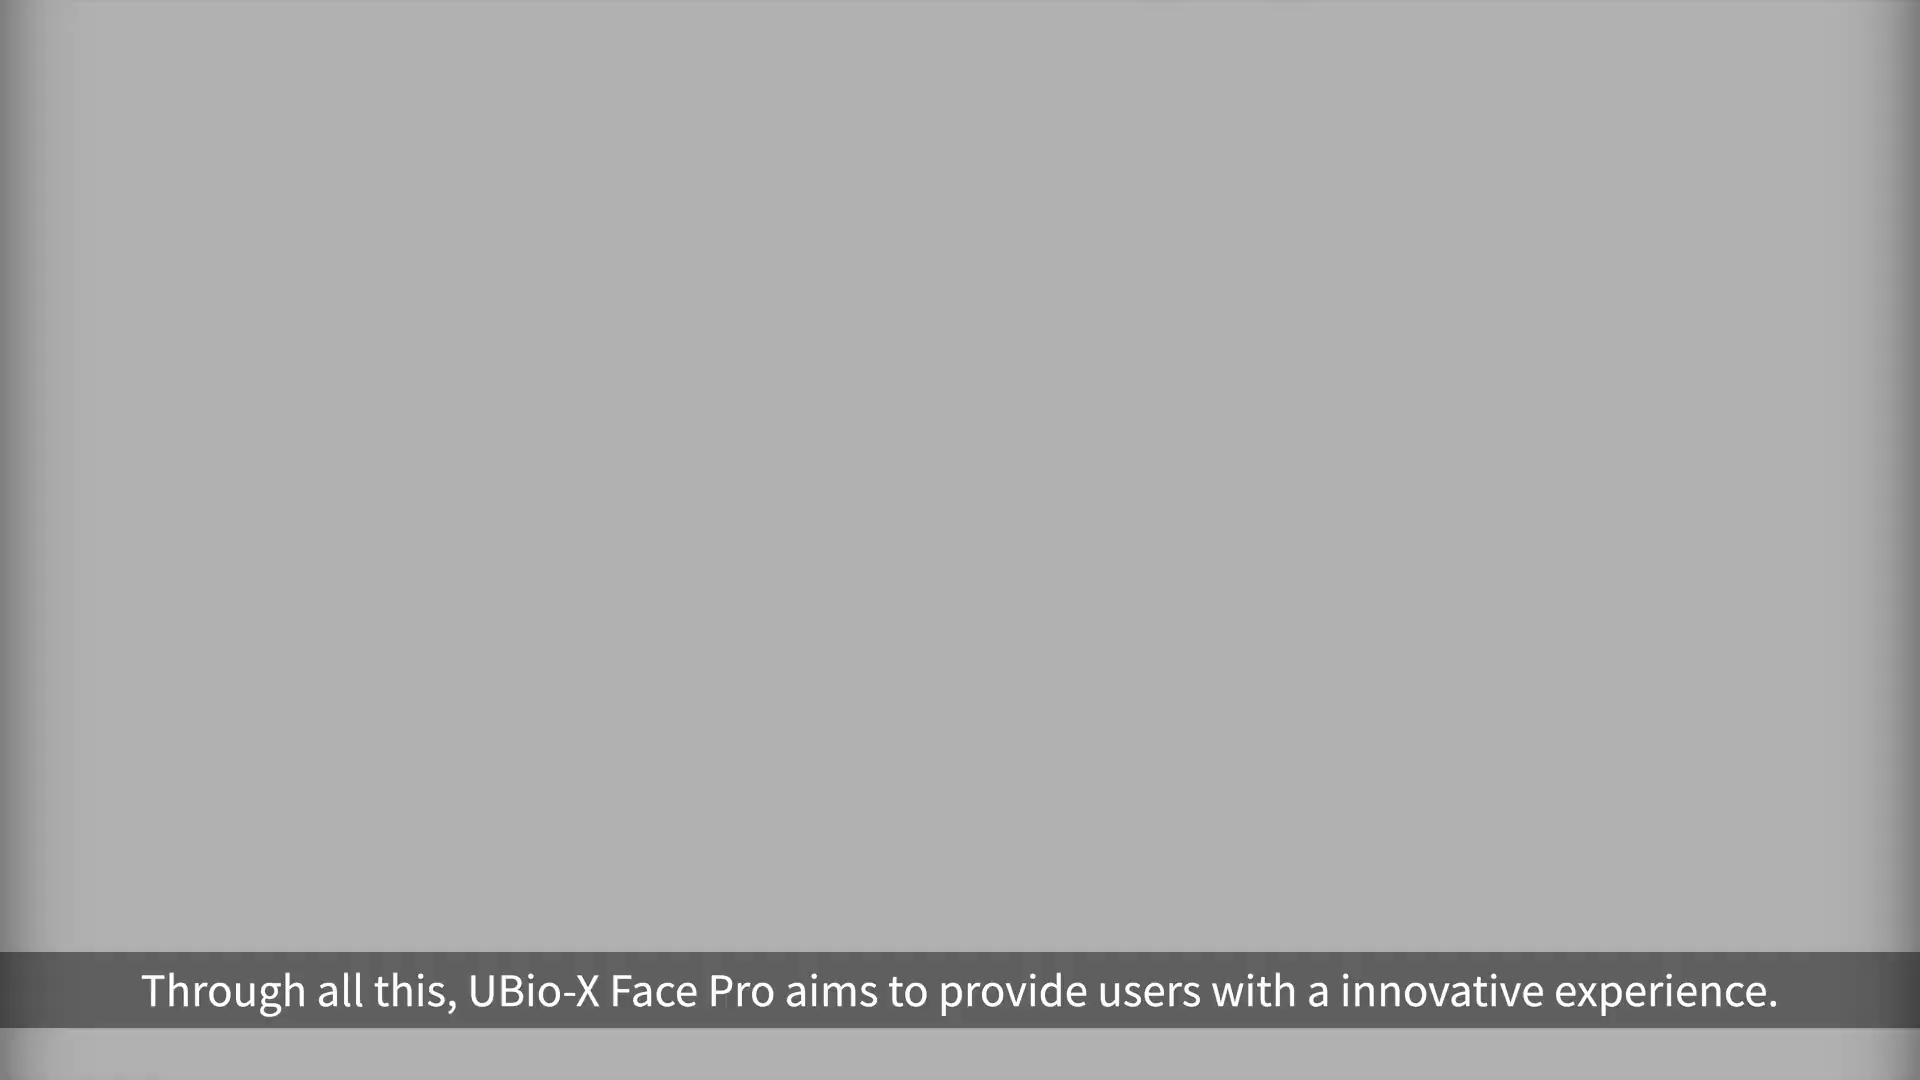 Through all this, UBio-X Face Pro aims to provide users with a innovative experience.